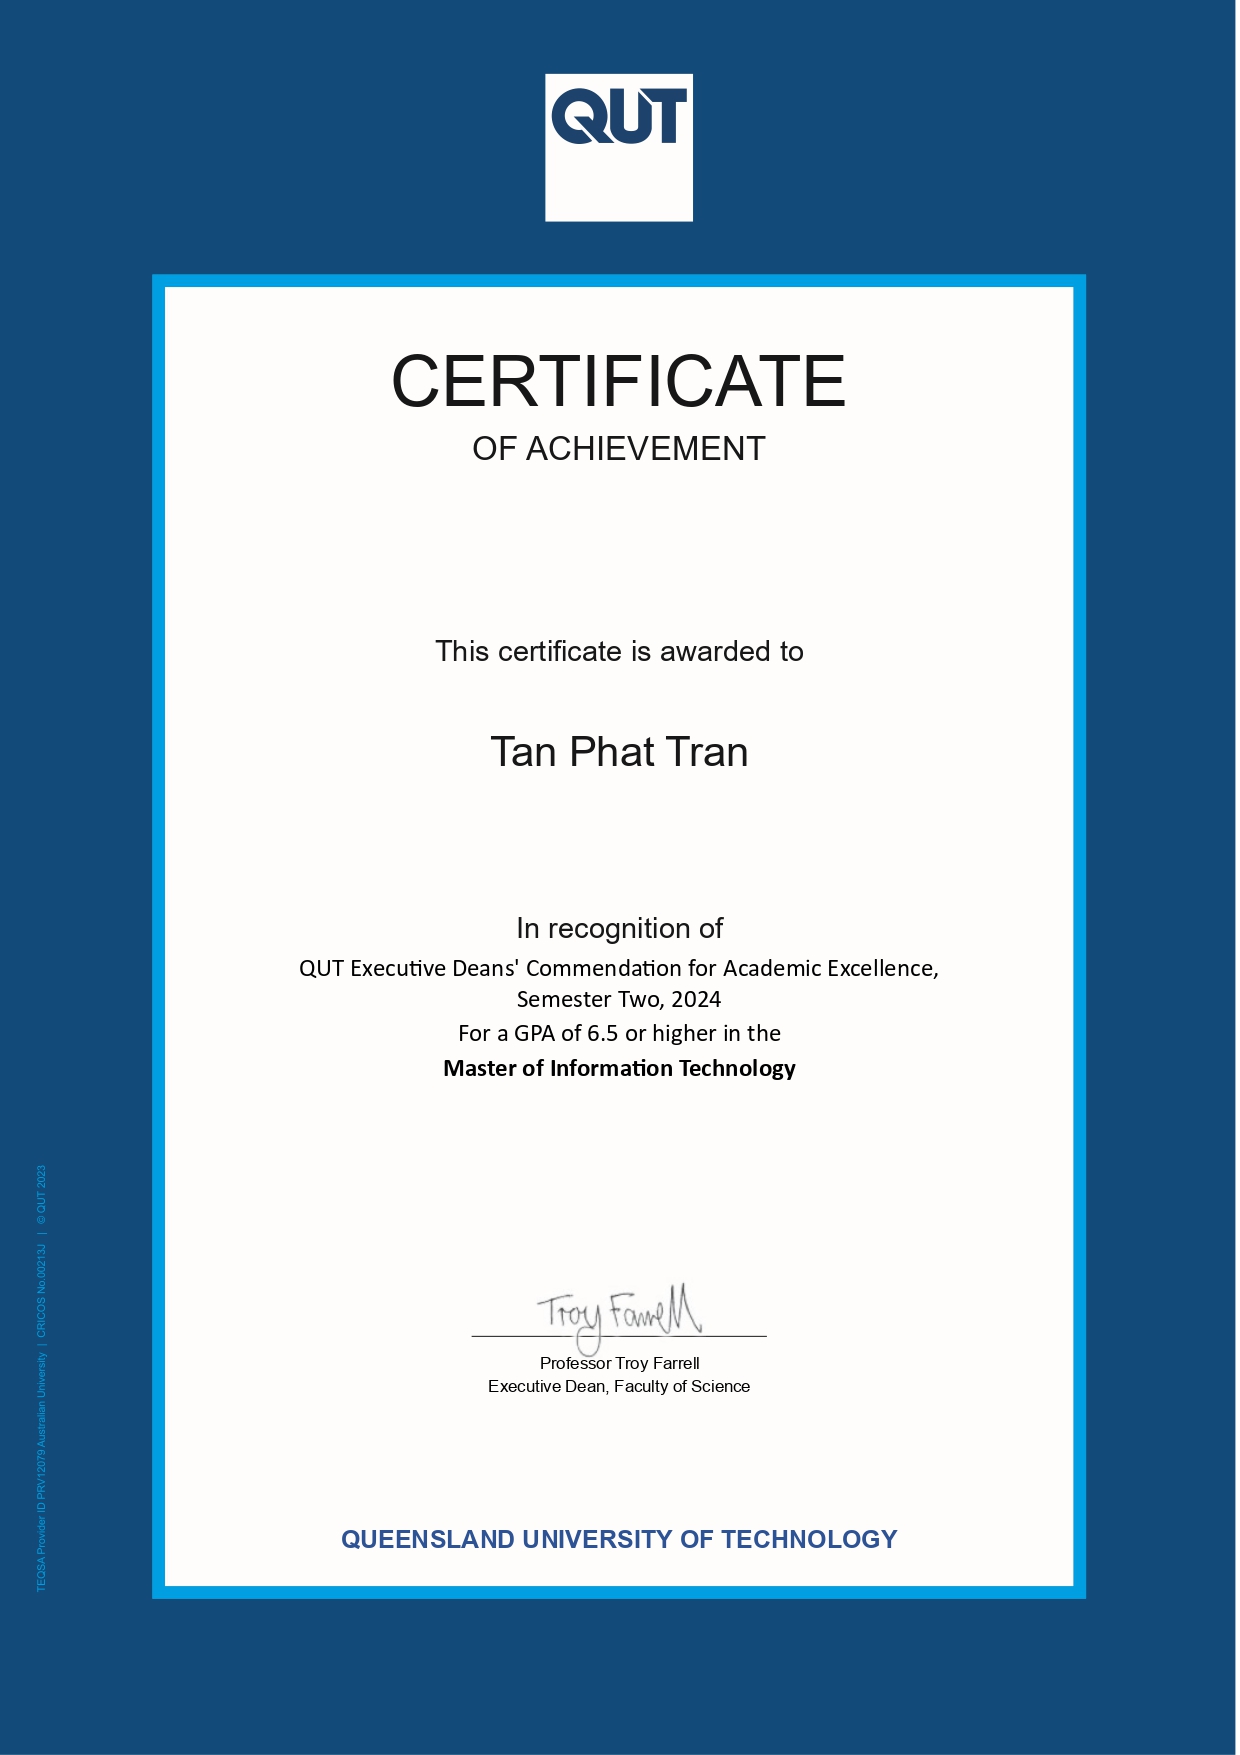 QUT
CERTIFICATE
OF ACHIEVEMENT
This certificate is awarded to
Tan Phat Tran
In recognition of
QUT Executive Deans' Commendation for Academic Excellence,
Semester Two, 2024
For a GPA of 6.5 or higher in the
Master of Information Technology
Troy Farrell
Professor Troy Farrell
Executive Dean, Faculty of Science
QUEENSLAND UNIVERSITY OF TECHNOLOGY
TEQSA Provider ID PRV12079 Australian University | CRICOS No.00213J | © QUT 2023